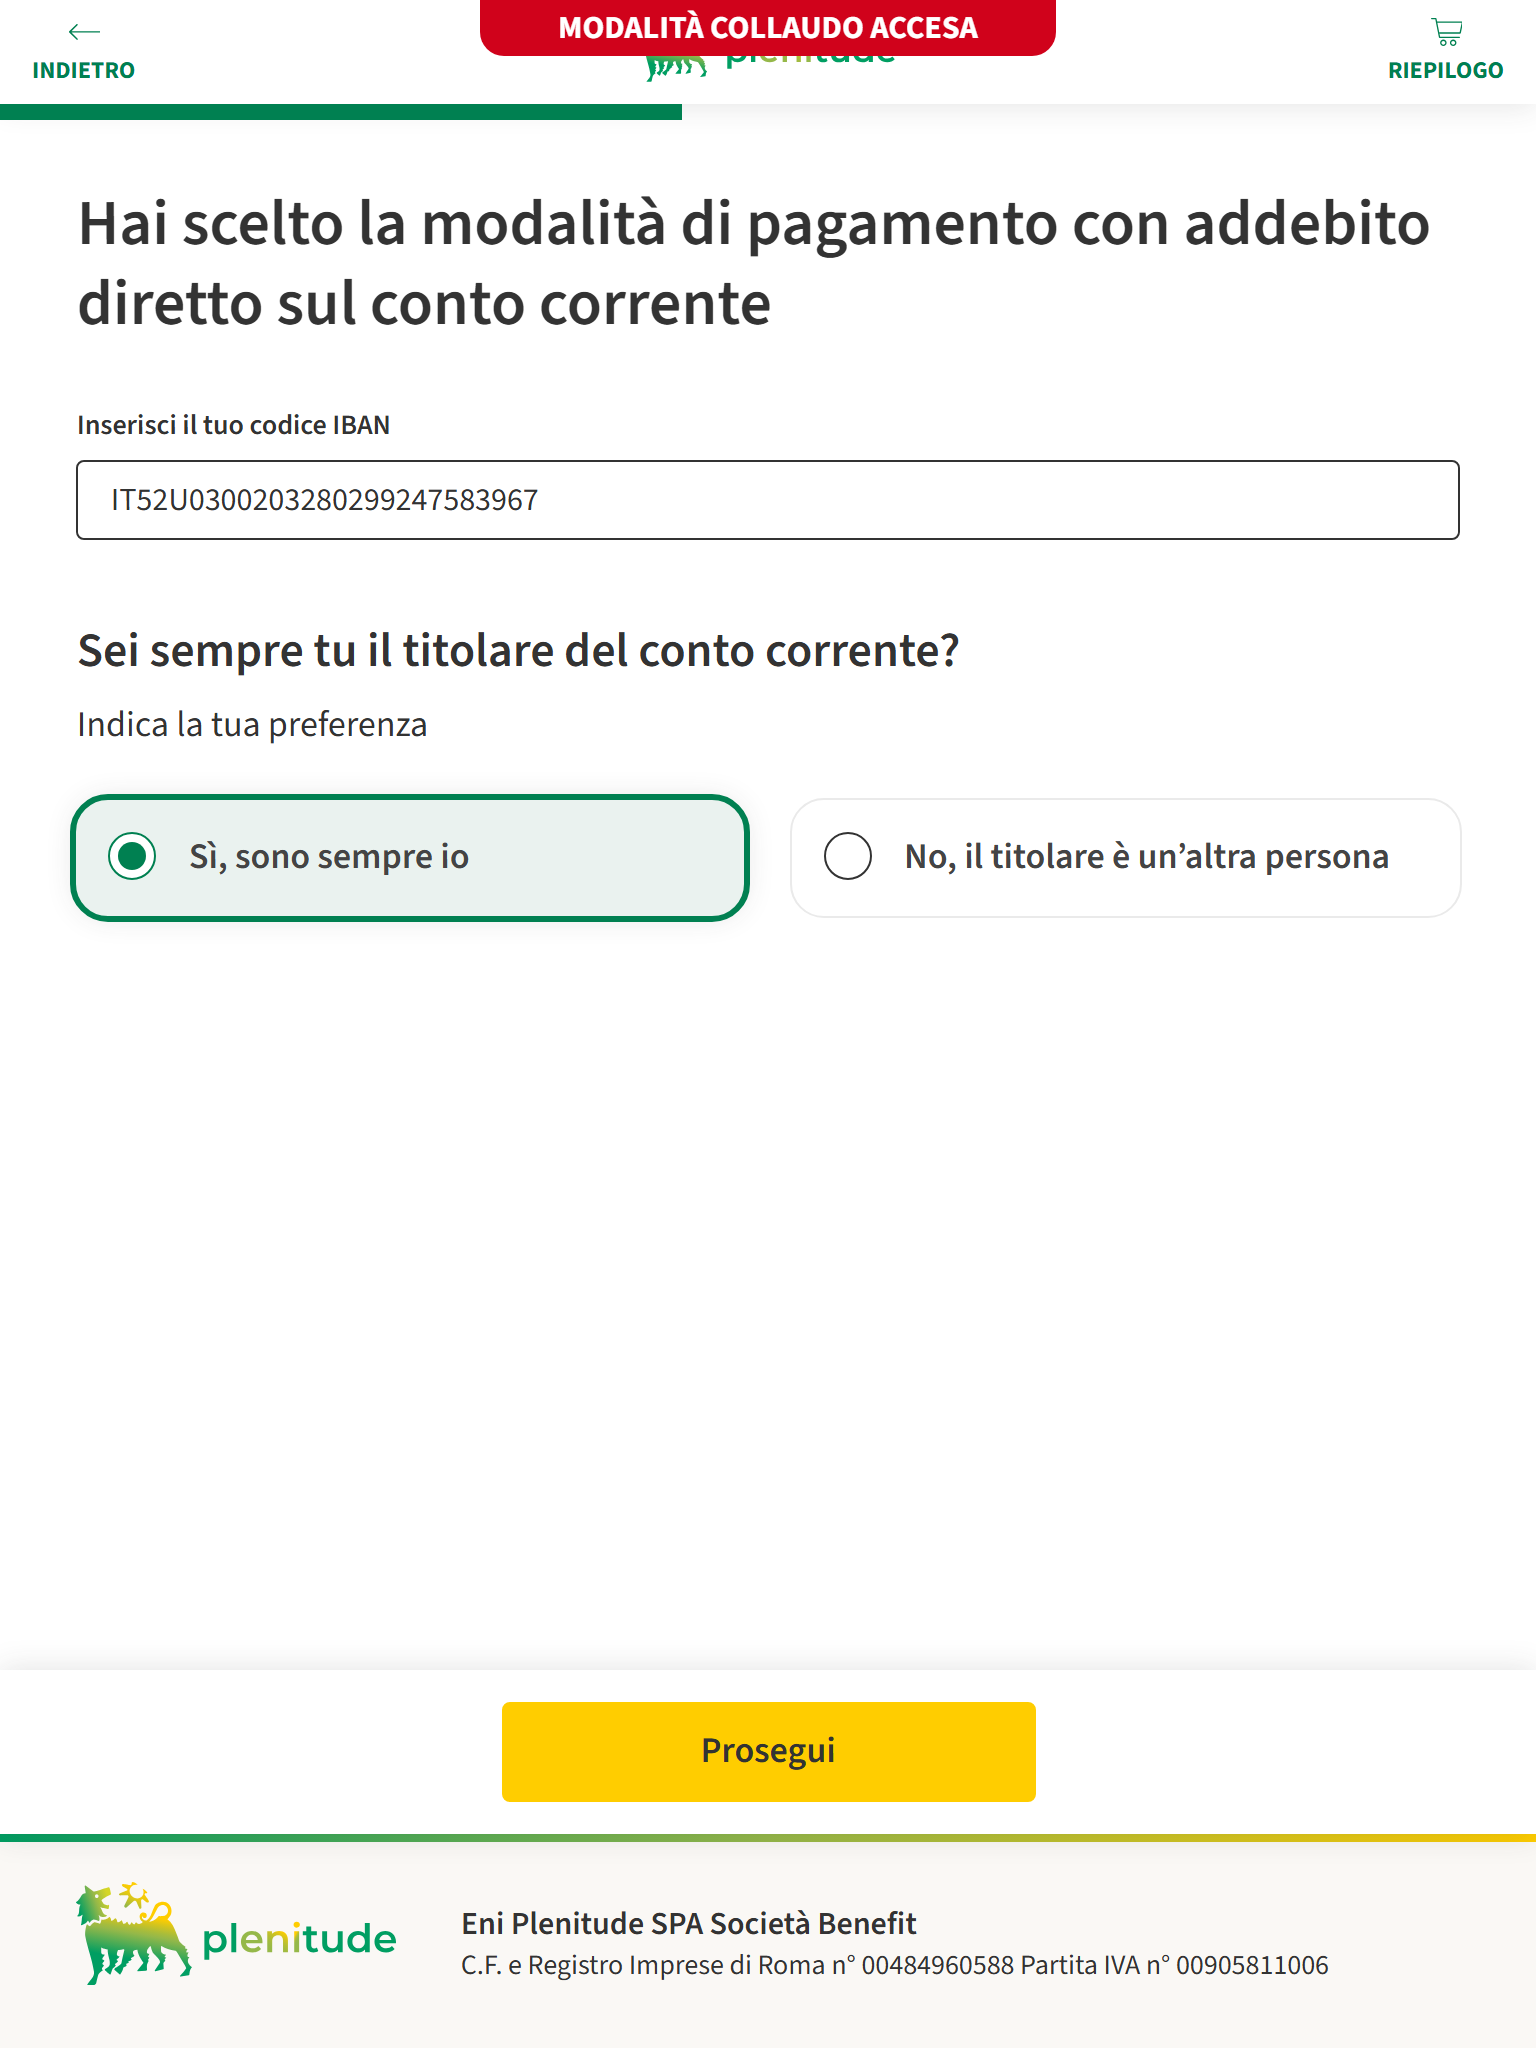 MODALITÀ COLLAUDO ACCESA
INDIETRO
plenitude
RIEPILOGO
Hai scelto la modalità di pagamento con addebito
diretto sul conto corrente
Inserisci il tuo codice IBAN
IT52U0300203280299247583967
Sei sempre tu il titolare del conto corrente?
Indica la tua preferenza
Sì, sono sempre io
No, il titolare è un’altra persona
Prosegui
plenitude
Eni Plenitude SPA Società Benefit
C.F. e Registro Imprese di Roma n° 00484960588 Partita IVA n° 00905811006